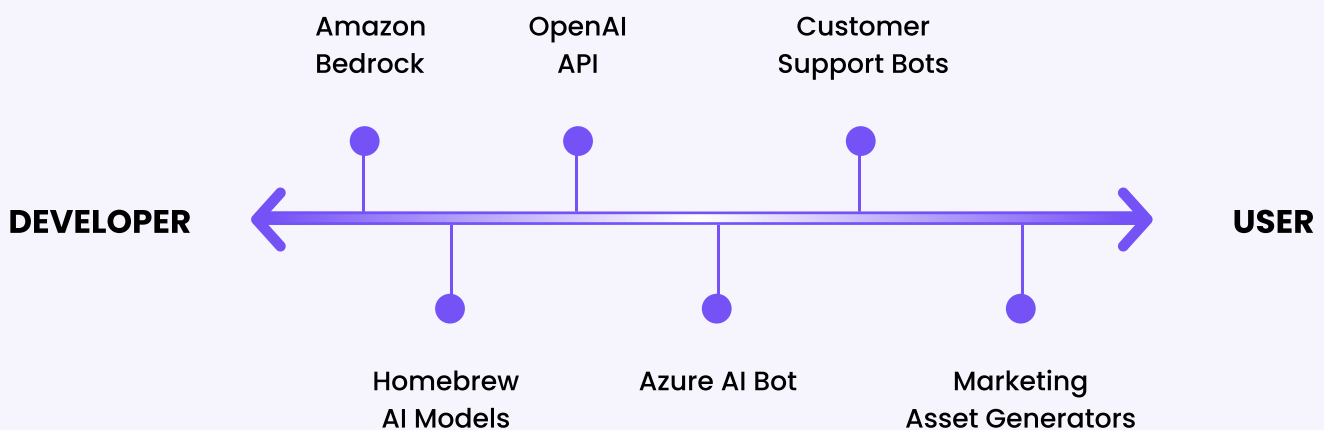 Amazon
Bedrock
OpenAI
API
Customer
Support Bots
DEVELOPER
USER
Homebrew
AI Models
Azure AI Bot
Marketing
Asset Generators